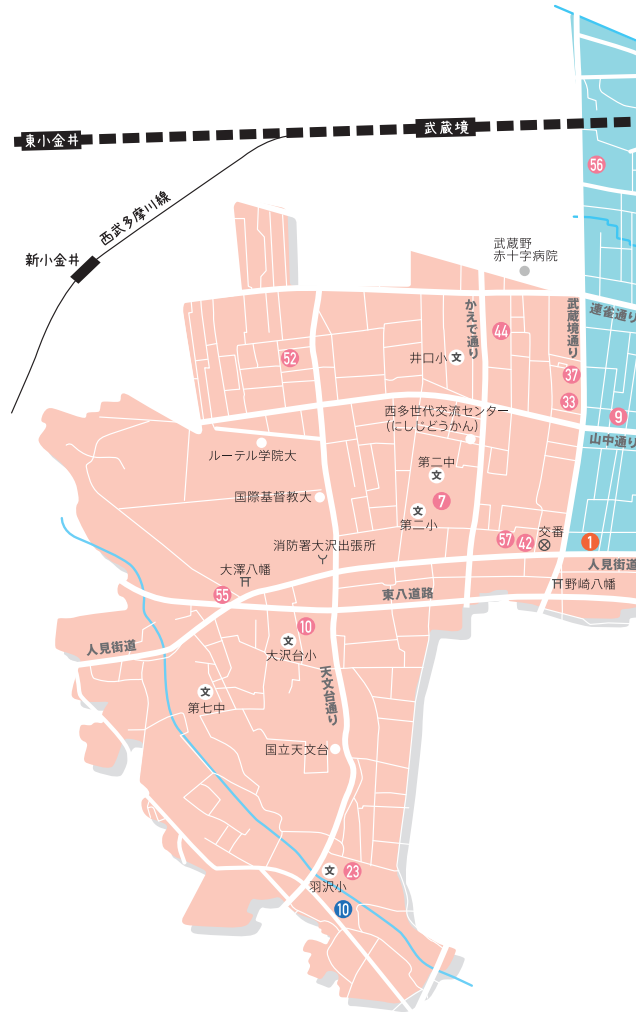 東小金井
武蔵境
56
西武多摩川線
新小金井
武蔵野
赤十字病院
かえで通り
武蔵境通り
連雀通り
44
52
井口小
文
37
33
9
西多世代交流センター
(にしじどうかん)
山中通り
ルーテル学院大
第二中
文
国際基督教大
7
文
第二小
57
42
交番
1
消防署大沢出張所
人見街道
大澤八幡
野崎八幡
55
東八道路
10
文
大沢台小
人見街道
天文台通り
文
第七中
国立天文台
文
23
羽沢小
10